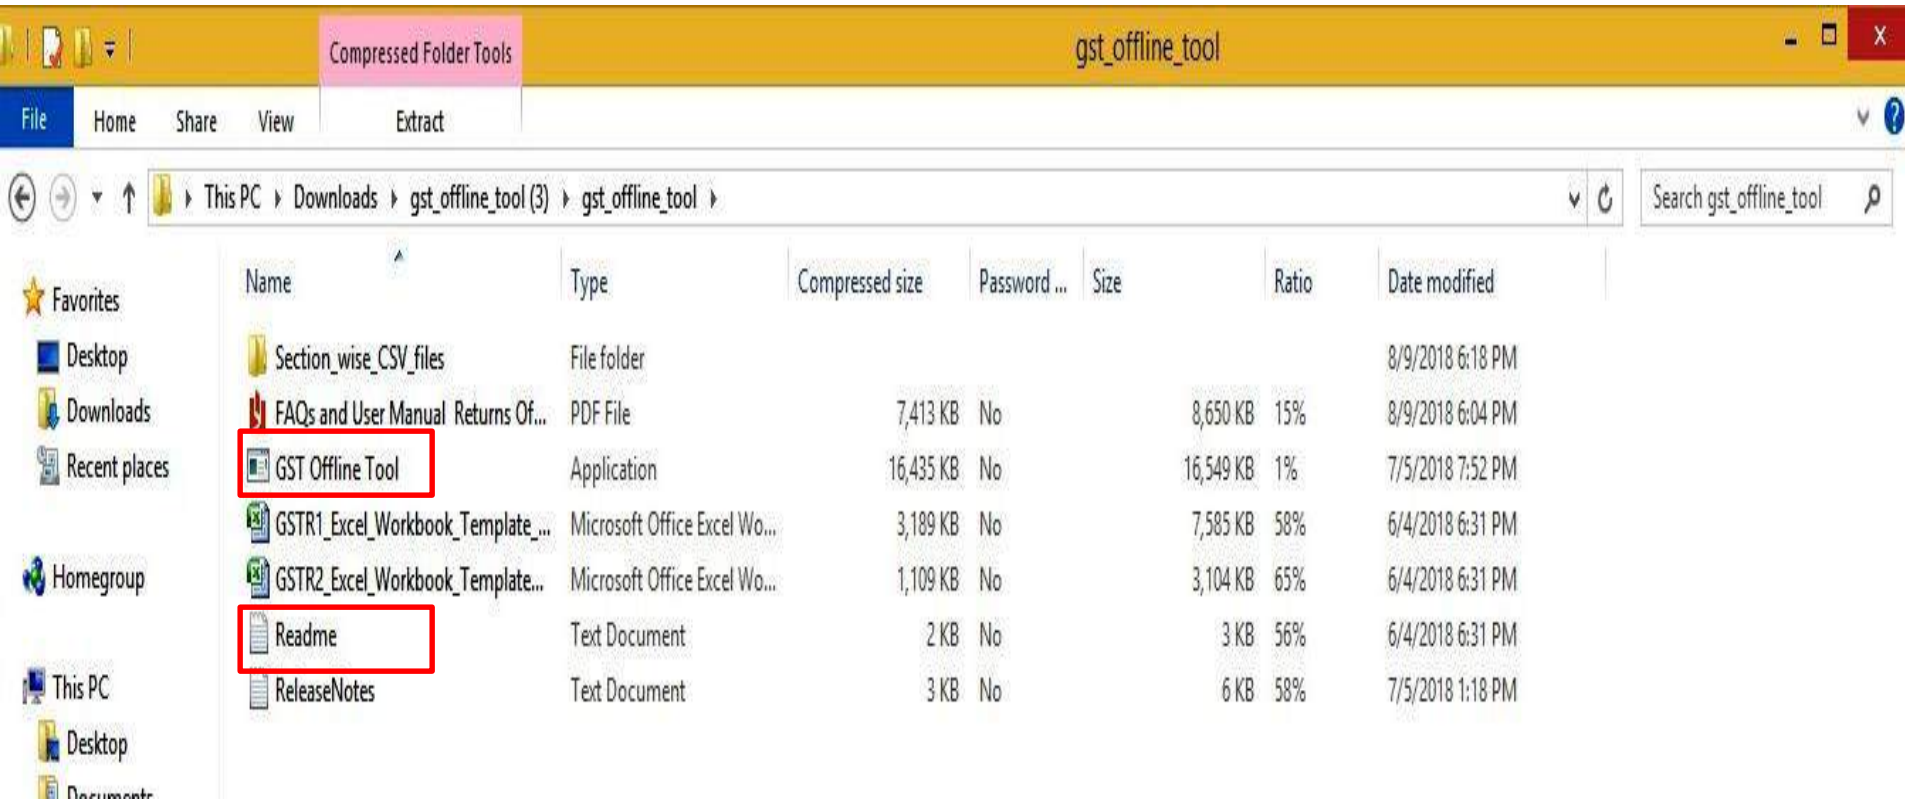 Compressed Folder Tools gst_offline_tool
File Home Share View Extract
This PC Downloads gst_offline_tool (3) gst_offline_tool Search gst_offline_tool
Name Type Compressed size Password ... Size Ratio Date modified
Favorites
Desktop Section_wise_CSV_files File folder 8/9/2018 6:18 PM
Downloads FAQs and User Manual Returns Of... PDF File 7,413 KB No 8,650 KB 15% 8/9/2018 6:04 PM
Recent places GST Offline Tool Application 16,435 KB No 16,549 KB 1% 7/5/2018 7:52 PM
GSTR1_Excel_Workbook_Template_... Microsoft Office Excel Wo... 3,189 KB No 7,585 KB 58% 6/4/2018 6:31 PM
Homegroup GSTR2_Excel_Workbook_Template... Microsoft Office Excel Wo... 1,109 KB No 3,104 KB 65% 6/4/2018 6:31 PM
Readme Text Document 2 KB No 3 KB 56% 6/4/2018 6:31 PM
This PC ReleaseNotes Text Document 3 KB No 6 KB 58% 7/5/2018 1:18 PM
Desktop
Documents